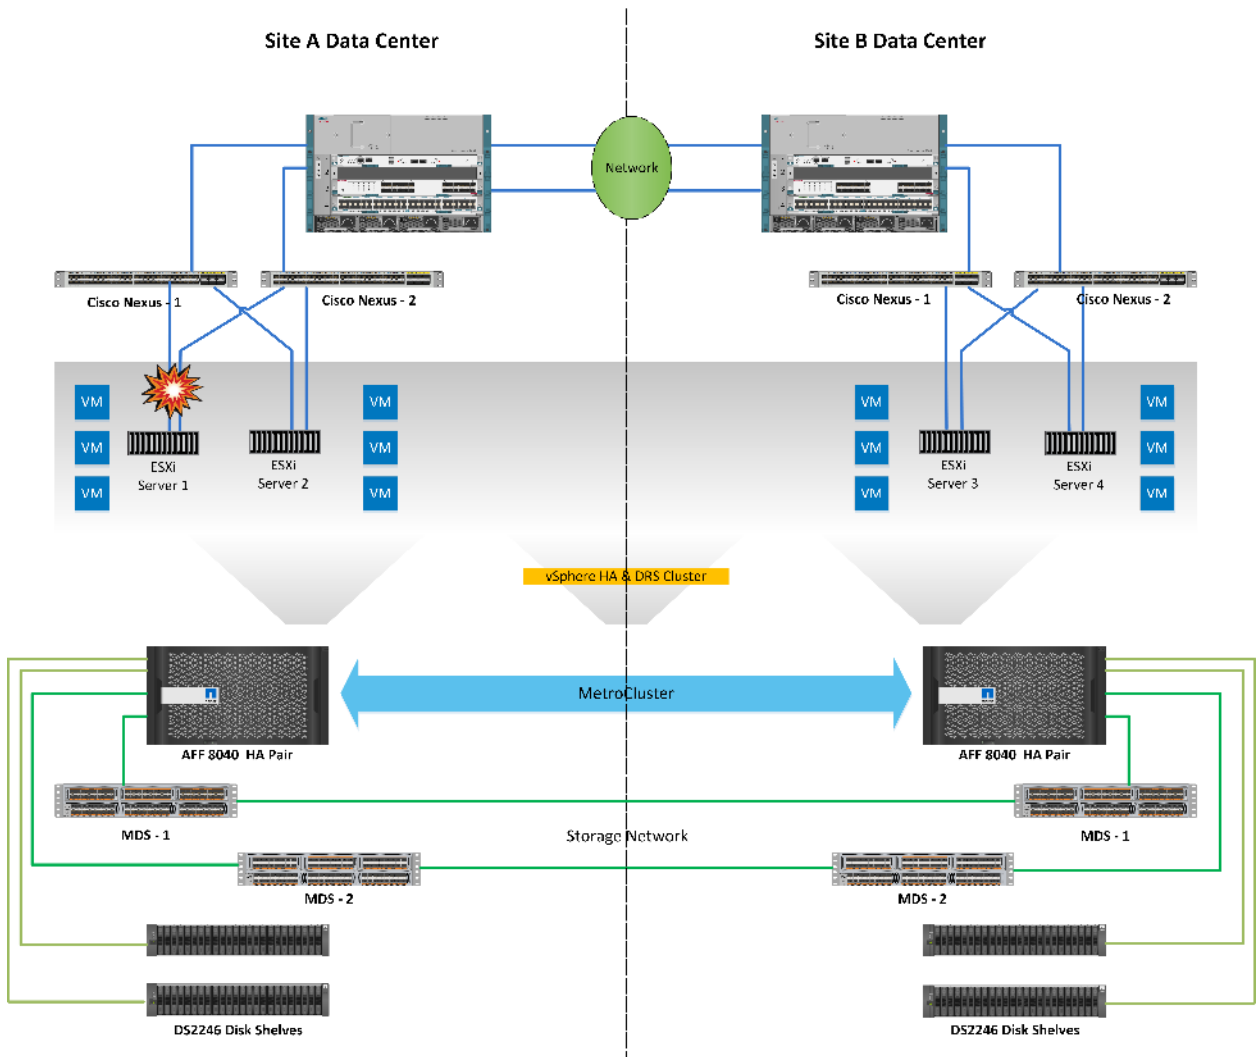 Site A Data Center
Site B Data Center
Network
Cisco Nexus - 1
Cisco Nexus - 2
Cisco Nexus - 1
Cisco Nexus - 2
VM
VM
VM
VM
VM
VM
VM
VM
VM
VM
VM
VM
ESXi
Server 1
ESXi
Server 2
ESXi
Server 3
ESXi
Server 4
vSphere HA & DRS Cluster
MetroCluster
AFF 8040 HA Pair
AFF 8040 HA Pair
MDS - 1
Storage Network
MDS - 1
MDS - 2
MDS - 2
DS2246 Disk Shelves
DS2246 Disk Shelves